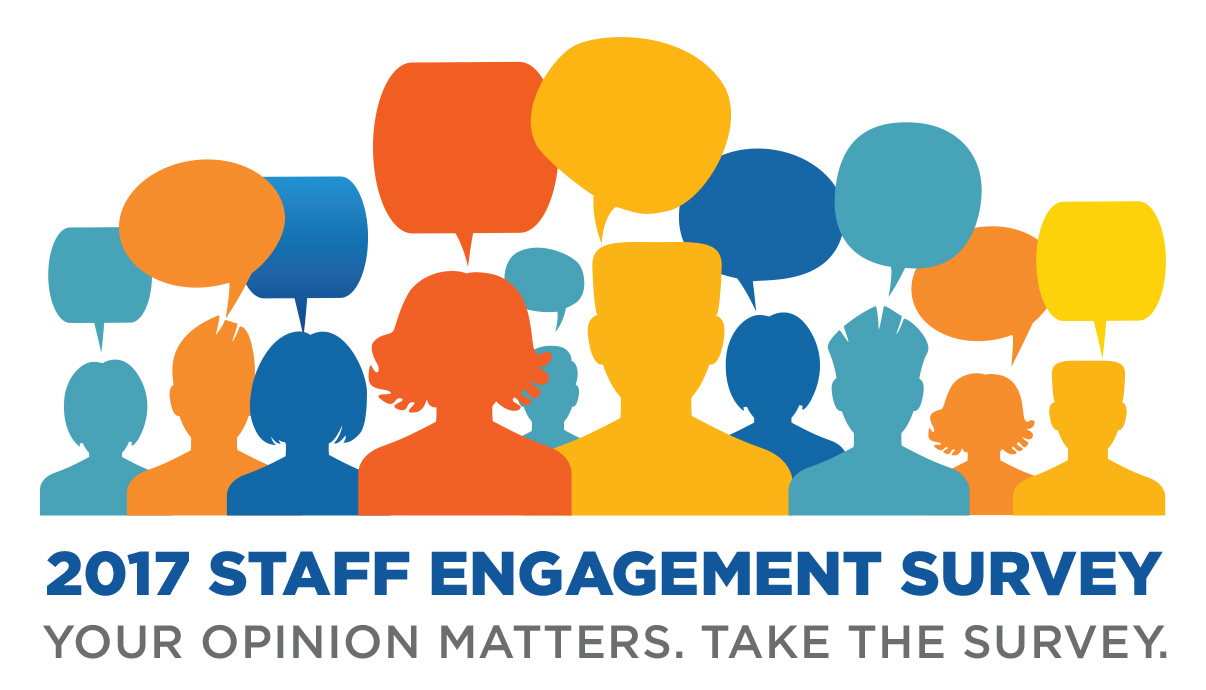 2017 STAFF ENGAGEMENT SURVEY
YOUR OPINION MATTERS. TAKE THE SURVEY.